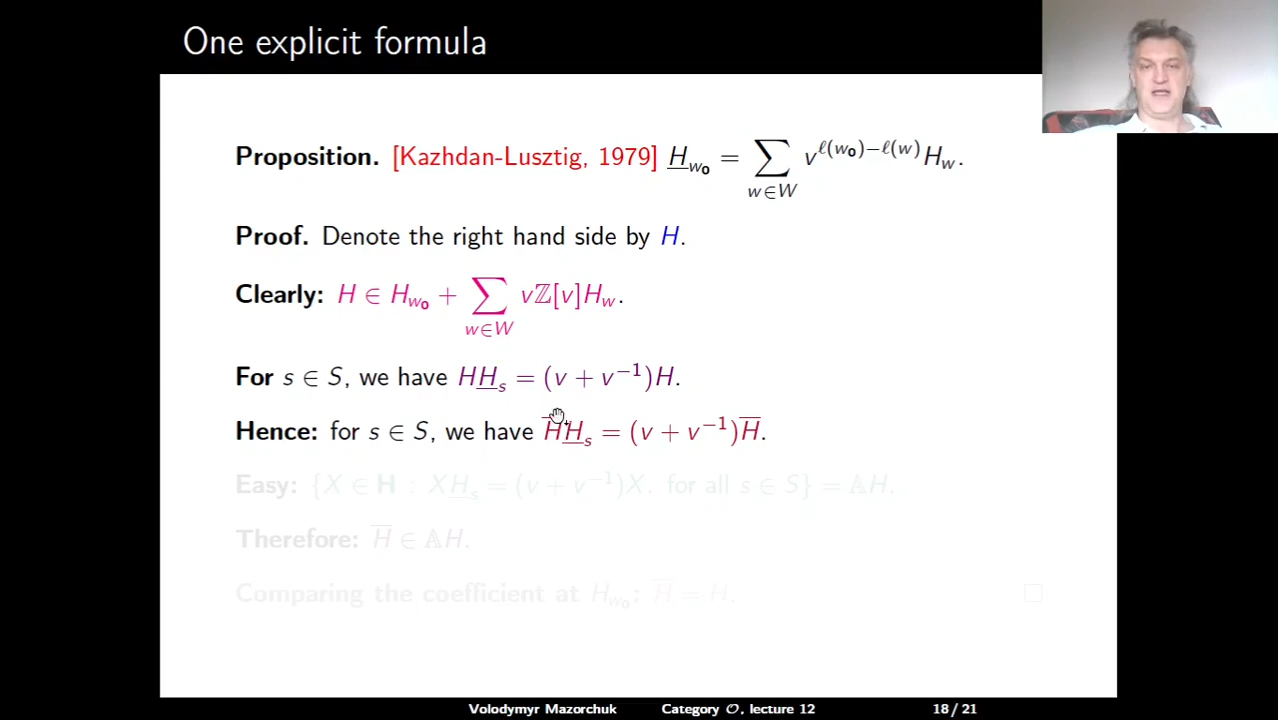 One explicit formula
Proposition. [Kazhdan-Lusztig, 1979] H̲_{w₀} = ∑_{w∈W} v^{ℓ(w₀)−ℓ(w)} H_w.
Proof. Denote the right hand side by H.
Clearly: H ∈ H_{w₀} + ∑_{w∈W} vℤ[v]H_w.
For s ∈ S, we have HH̲_s = (v + v⁻¹)H.
Hence: for s ∈ S, we have H̅H̲_s = (v + v⁻¹)H̅.
Easy: {X ∈ 𝐇 : XH̲_s = (v + v⁻¹)X. for all s ∈ S} = 𝔸H.
Therefore: H̅ ∈ 𝔸H.
Comparing the coefficient at H_{w₀}: H̅ = H. □
Volodymyr Mazorchuk Category 𝒪, lecture 12 18 / 21